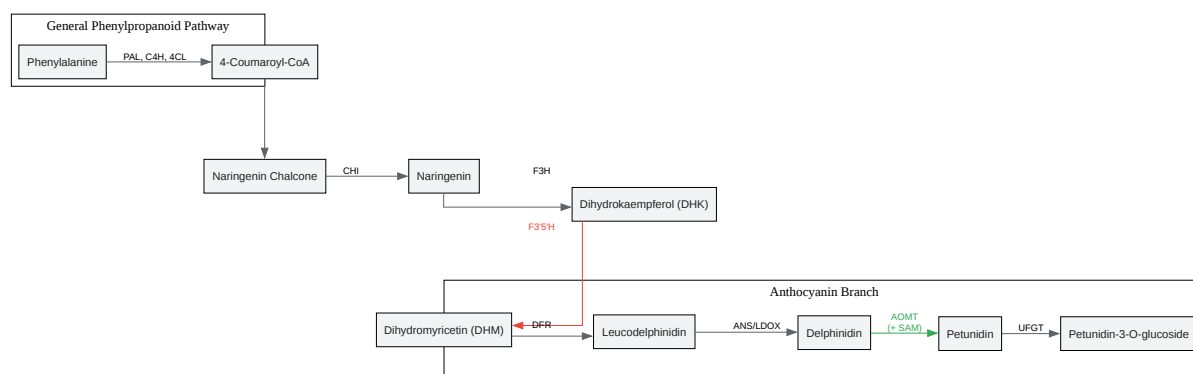 General Phenylpropanoid Pathway
Phenylalanine
PAL, C4H, 4CL
4-Coumaroyl-CoA
Naringenin Chalcone
CHI
Naringenin
F3H
Dihydrokaempferol (DHK)
F3'5'H
Anthocyanin Branch
Dihydromyricetin (DHM)
DFR
Leucodelphinidin
ANS/LDOX
Delphinidin
AOMT
(+ SAM)
Petunidin
UFGT
Petunidin-3-O-glucoside